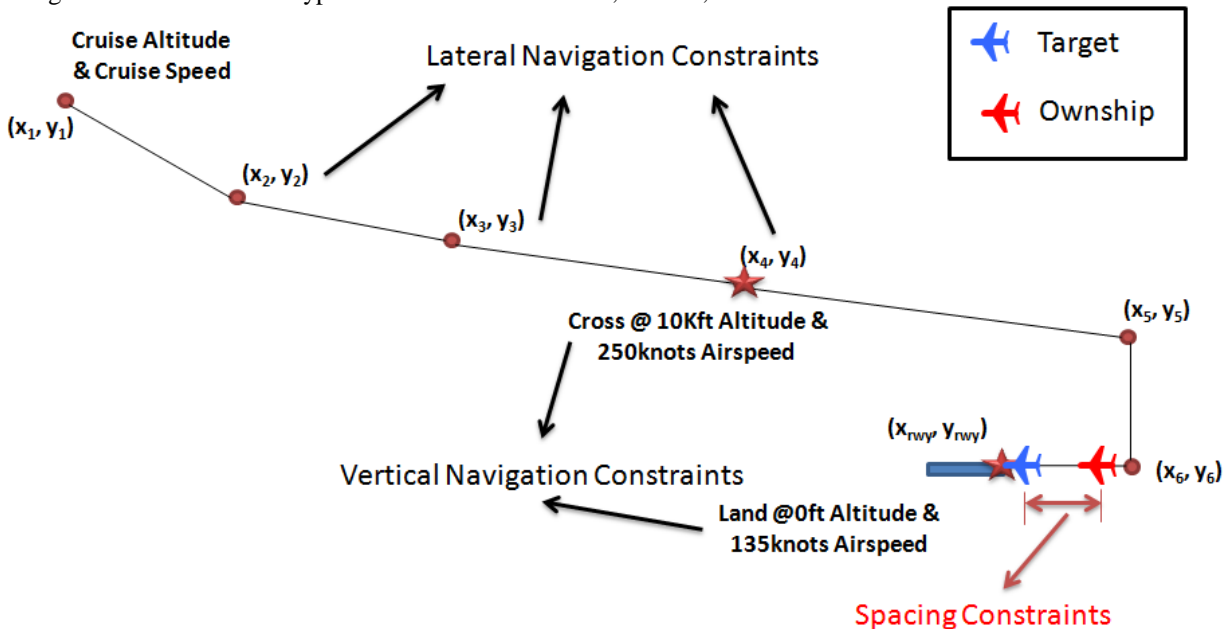 Cruise Altitude
& Cruise Speed
Lateral Navigation Constraints
Target
Ownship
(x₁, y₁)
(x₂, y₂)
(x₃, y₃)
(x₄, y₄)
Cross @ 10Kft Altitude &
250knots Airspeed
(x₅, y₅)
(xrwy, yrwy)
Vertical Navigation Constraints
(x₆, y₆)
Land @0ft Altitude &
135knots Airspeed
Spacing Constraints